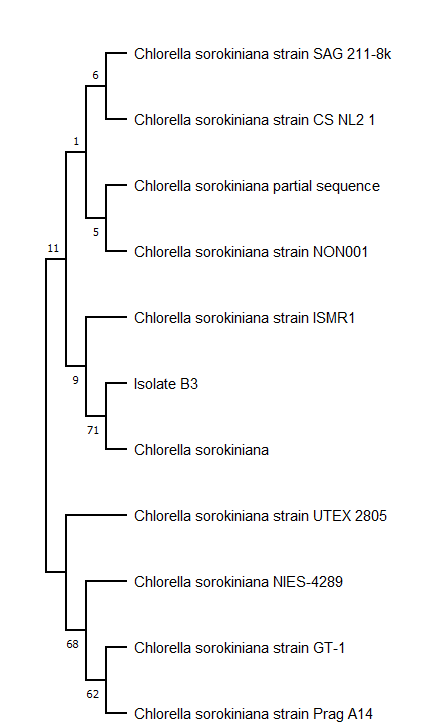 Chlorella sorokiniana strain SAG 211-8k
6
Chlorella sorokiniana strain CS NL2 1
1
Chlorella sorokiniana partial sequence
5
Chlorella sorokiniana strain NON001
11
Chlorella sorokiniana strain ISMR1
9
Isolate B3
71
Chlorella sorokiniana
Chlorella sorokiniana strain UTEX 2805
Chlorella sorokiniana NIES-4289
68
Chlorella sorokiniana strain GT-1
62
Chlorella sorokiniana strain Prag A14